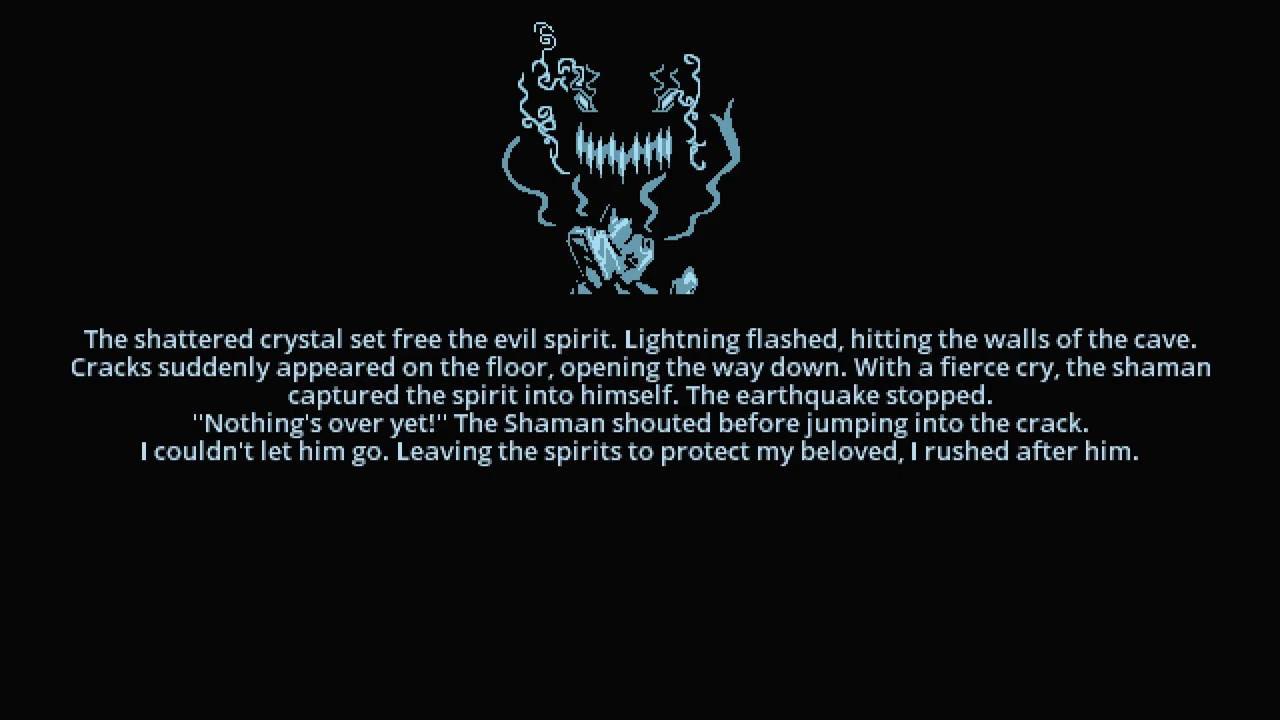 The shattered crystal set free the evil spirit. Lightning flashed, hitting the walls of the cave.
Cracks suddenly appeared on the floor, opening the way down. With a fierce cry, the shaman
captured the spirit into himself. The earthquake stopped.
"Nothing's over yet!" The Shaman shouted before jumping into the crack.
I couldn't let him go. Leaving the spirits to protect my beloved, I rushed after him.